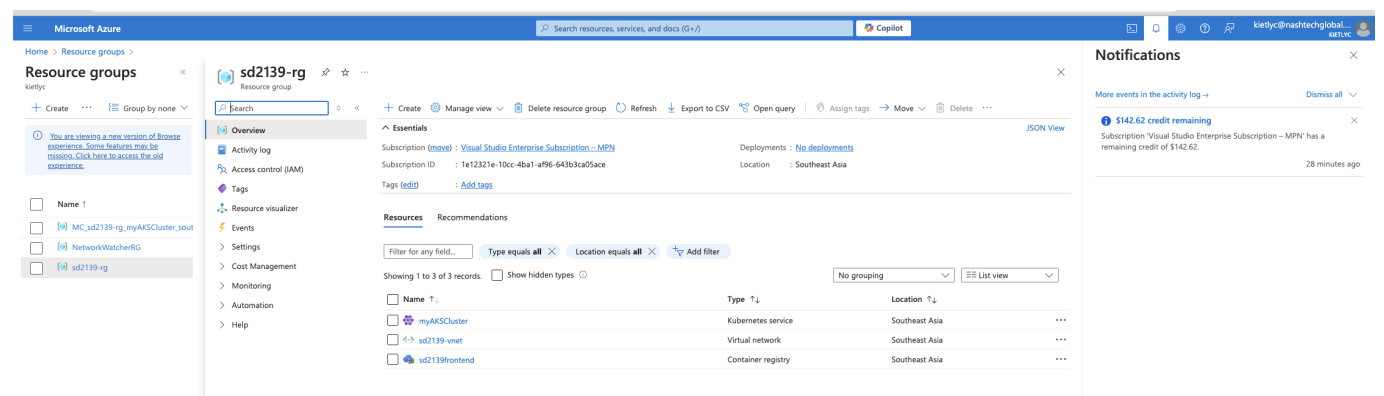 Microsoft Azure
Search resources, services, and docs (G+/)
Copilot
kietlyc@nashtechglobal....
KIETLYC
Home > Resource groups >
Resource groups
kietlyc
Create
Group by none
You are viewing a new version of Browse
experience. Some features may be
missing. Click here to access the old
experience.
Name ↑
MC_sd2139-rg_myAKSCluster_sout
NetworkWatcherRG
sd2139-rg
sd2139-rg
Resource group
Search
Overview
Activity log
Access control (IAM)
Tags
Resource visualizer
Events
Settings
Cost Management
Monitoring
Automation
Help
Create Manage view Delete resource group Refresh Export to CSV Open query Assign tags Move Delete
Essentials
JSON View
Subscription (move) : Visual Studio Enterprise Subscription – MPN
Deployments : No deployments
Subscription ID : 1e12321e-10cc-4ba1-af96-643b3ca05ace
Location : Southeast Asia
Tags (edit) : Add tags
Resources Recommendations
Filter for any field... Type equals all Location equals all Add filter
Showing 1 to 3 of 3 records. Show hidden types
No grouping List view
Name ↑↓ Type ↑↓ Location ↑↓
myAKSCluster Kubernetes service Southeast Asia
sd2139-vnet Virtual network Southeast Asia
sd2139frontend Container registry Southeast Asia
Notifications
More events in the activity log → Dismiss all
$142.62 credit remaining
Subscription 'Visual Studio Enterprise Subscription – MPN' has a
remaining credit of $142.62.
28 minutes ago